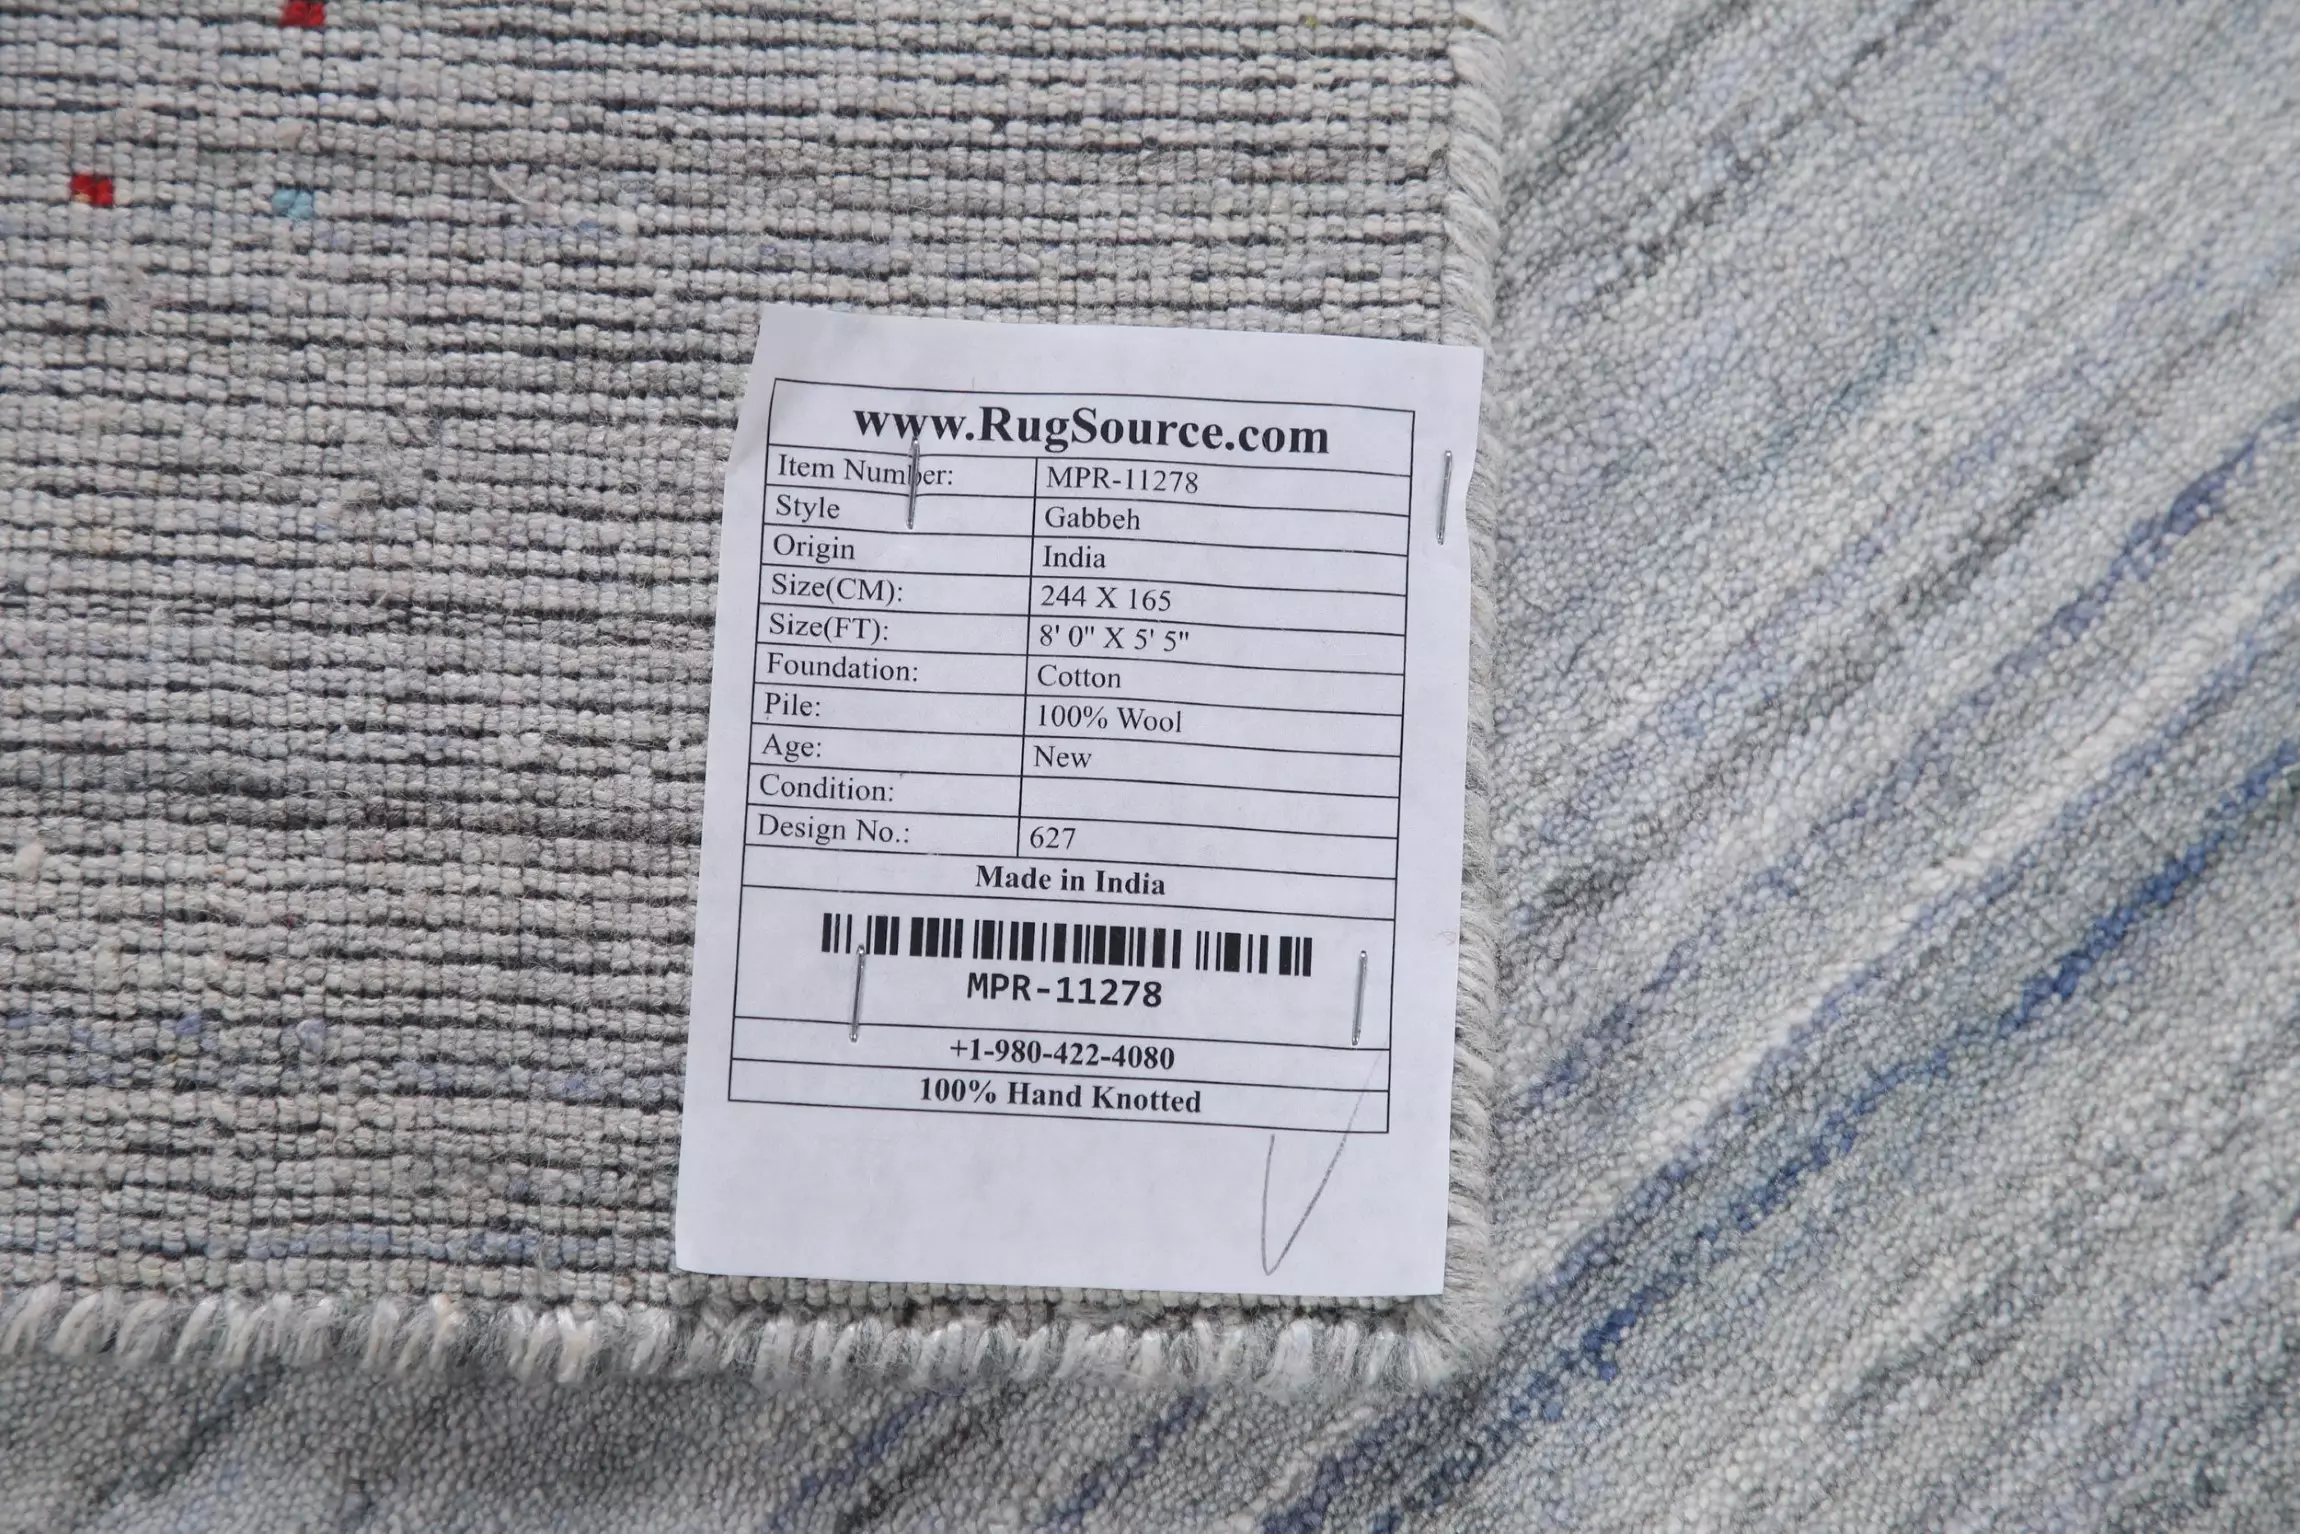 www.RugSource.com
Item Number: MPR-11278
Style Gabbeh
Origin India
Size(CM): 244 X 165
Size(FT): 8' 0" X 5' 5"
Foundation: Cotton
Pile: 100% Wool
Age: New
Condition:
Design No.: 627
Made in India
MPR-11278
+1-980-422-4080
100% Hand Knotted